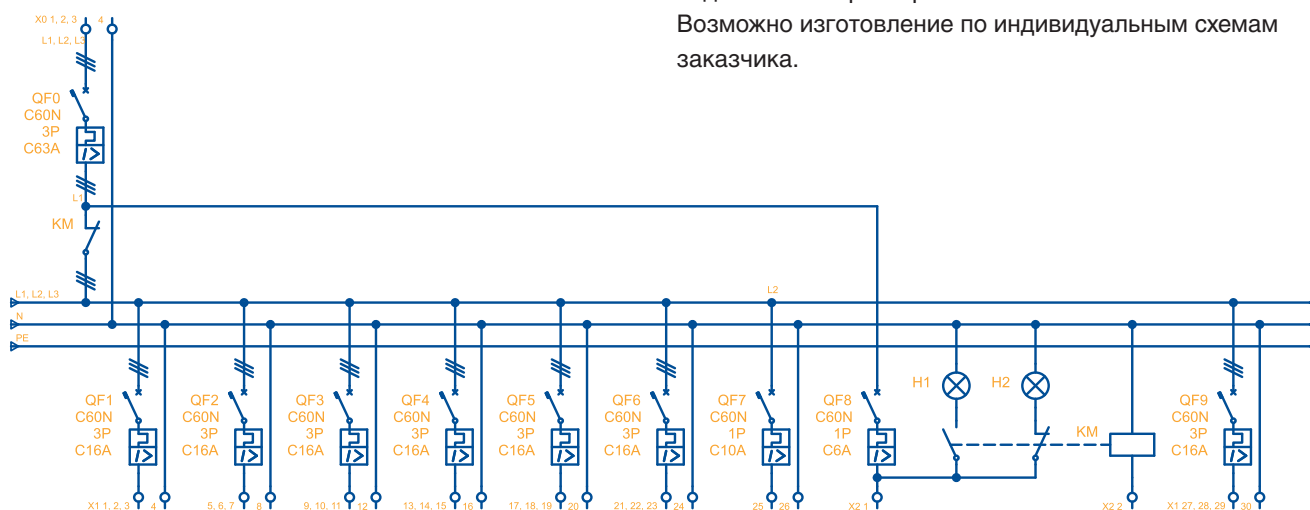 Возможно изготовление по индивидуальным схемам
заказчика.
X0 1, 2, 3 4
L1, L2, L3
QF0
C60N
3P
C63A
L1
KM
L1, L2, L3
L2
N
PE
QF1
C60N
3P
C16A
QF2
C60N
3P
C16A
QF3
C60N
3P
C16A
QF4
C60N
3P
C16A
QF5
C60N
3P
C16A
QF6
C60N
3P
C16A
QF7
C60N
1P
C10A
QF8
C60N
1P
C6A
H1
H2
KM
QF9
C60N
3P
C16A
X1 1, 2, 3 4
5, 6, 7 8
9, 10, 11 12
13, 14, 15 16
17, 18, 19 20
21, 22, 23 24
25 26
X2 1
X2 2
X1 27, 28, 29 30